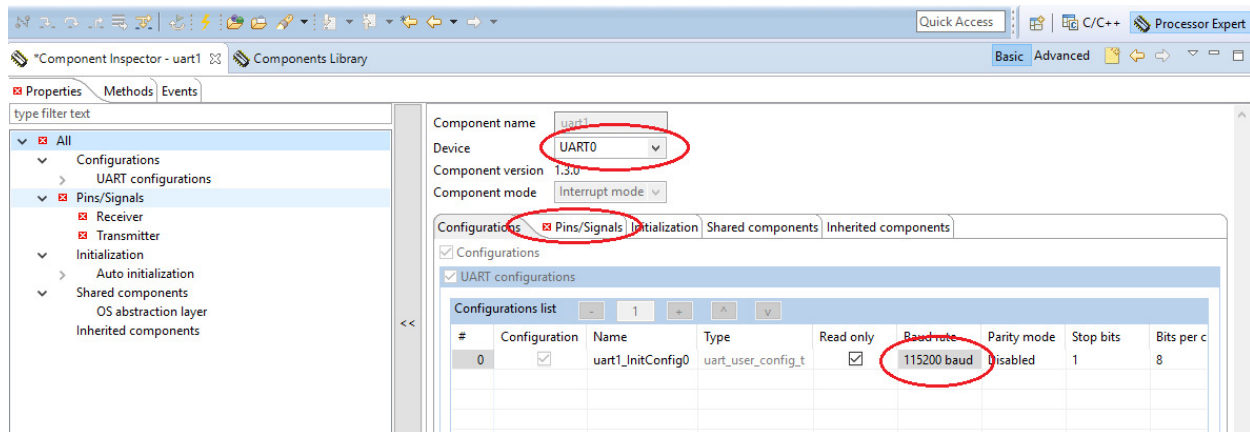 Quick Access
C/C++
Processor Expert
*Component Inspector - uart1
Components Library
Basic Advanced
Properties Methods Events
type filter text
All
Configurations
UART configurations
Pins/Signals
Receiver
Transmitter
Initialization
Auto initialization
Shared components
OS abstraction layer
Inherited components
<<
Component name uart1
Device UART0
Component version 1.3.0
Component mode Interrupt mode
Configurations Pins/Signals Initialization Shared components Inherited components
Configurations
UART configurations
Configurations list - 1 + ^ v
# Configuration Name Type Read only Baud rate Parity mode Stop bits Bits per c
0 uart1_InitConfig0 uart_user_config_t 115200 baud Disabled 1 8